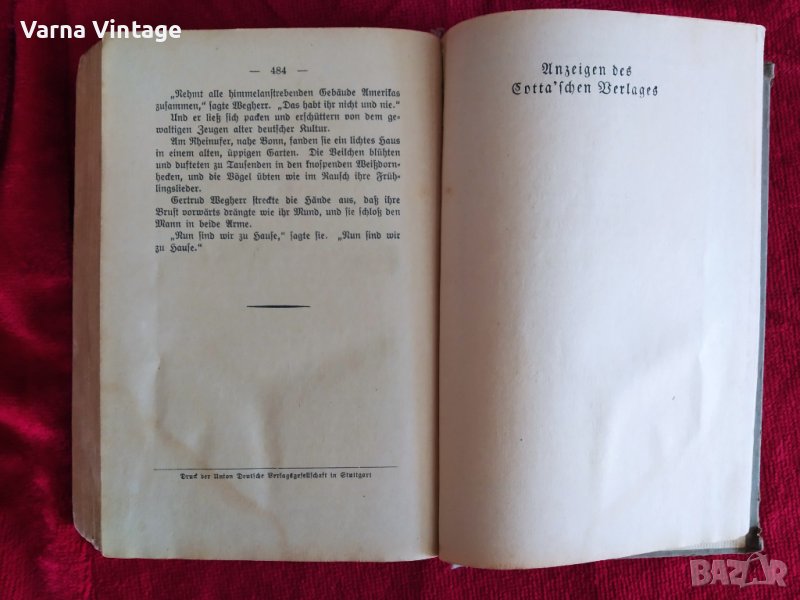 Varna Vintage
— 484 —
„Nehmt alle himmelanstrebenden Gebäude Amerikas
zusammen,“ sagte Wegherr. „Das habt ihr nicht und nie.“
Und er ließ sich packen und erschüttern von dem ge-
waltigen Zeugen alter deutscher Kultur.
Am Rheinufer, nahe Bonn, fanden sie ein lichtes Haus
in einem alten, üppigen Garten. Die Veilchen blühten
und dufteten zu Tausenden in den knospenden Weißdorn-
hecken, und die Vögel übten wie im Rausch ihre Früh-
lingslieder.
Gertrud Wegherr streckte die Hände aus, daß ihre
Brust vorwärts drängte wie ihr Mund, und sie schloß den
Mann in beide Arme.
„Nun sind wir zu Hause,“ sagte sie. „Nun sind wir
zu Hause.“
Druck der Union Deutsche Verlagsgesellschaft in Stuttgart
Anzeigen des
Cotta'schen Verlages
BAZAR